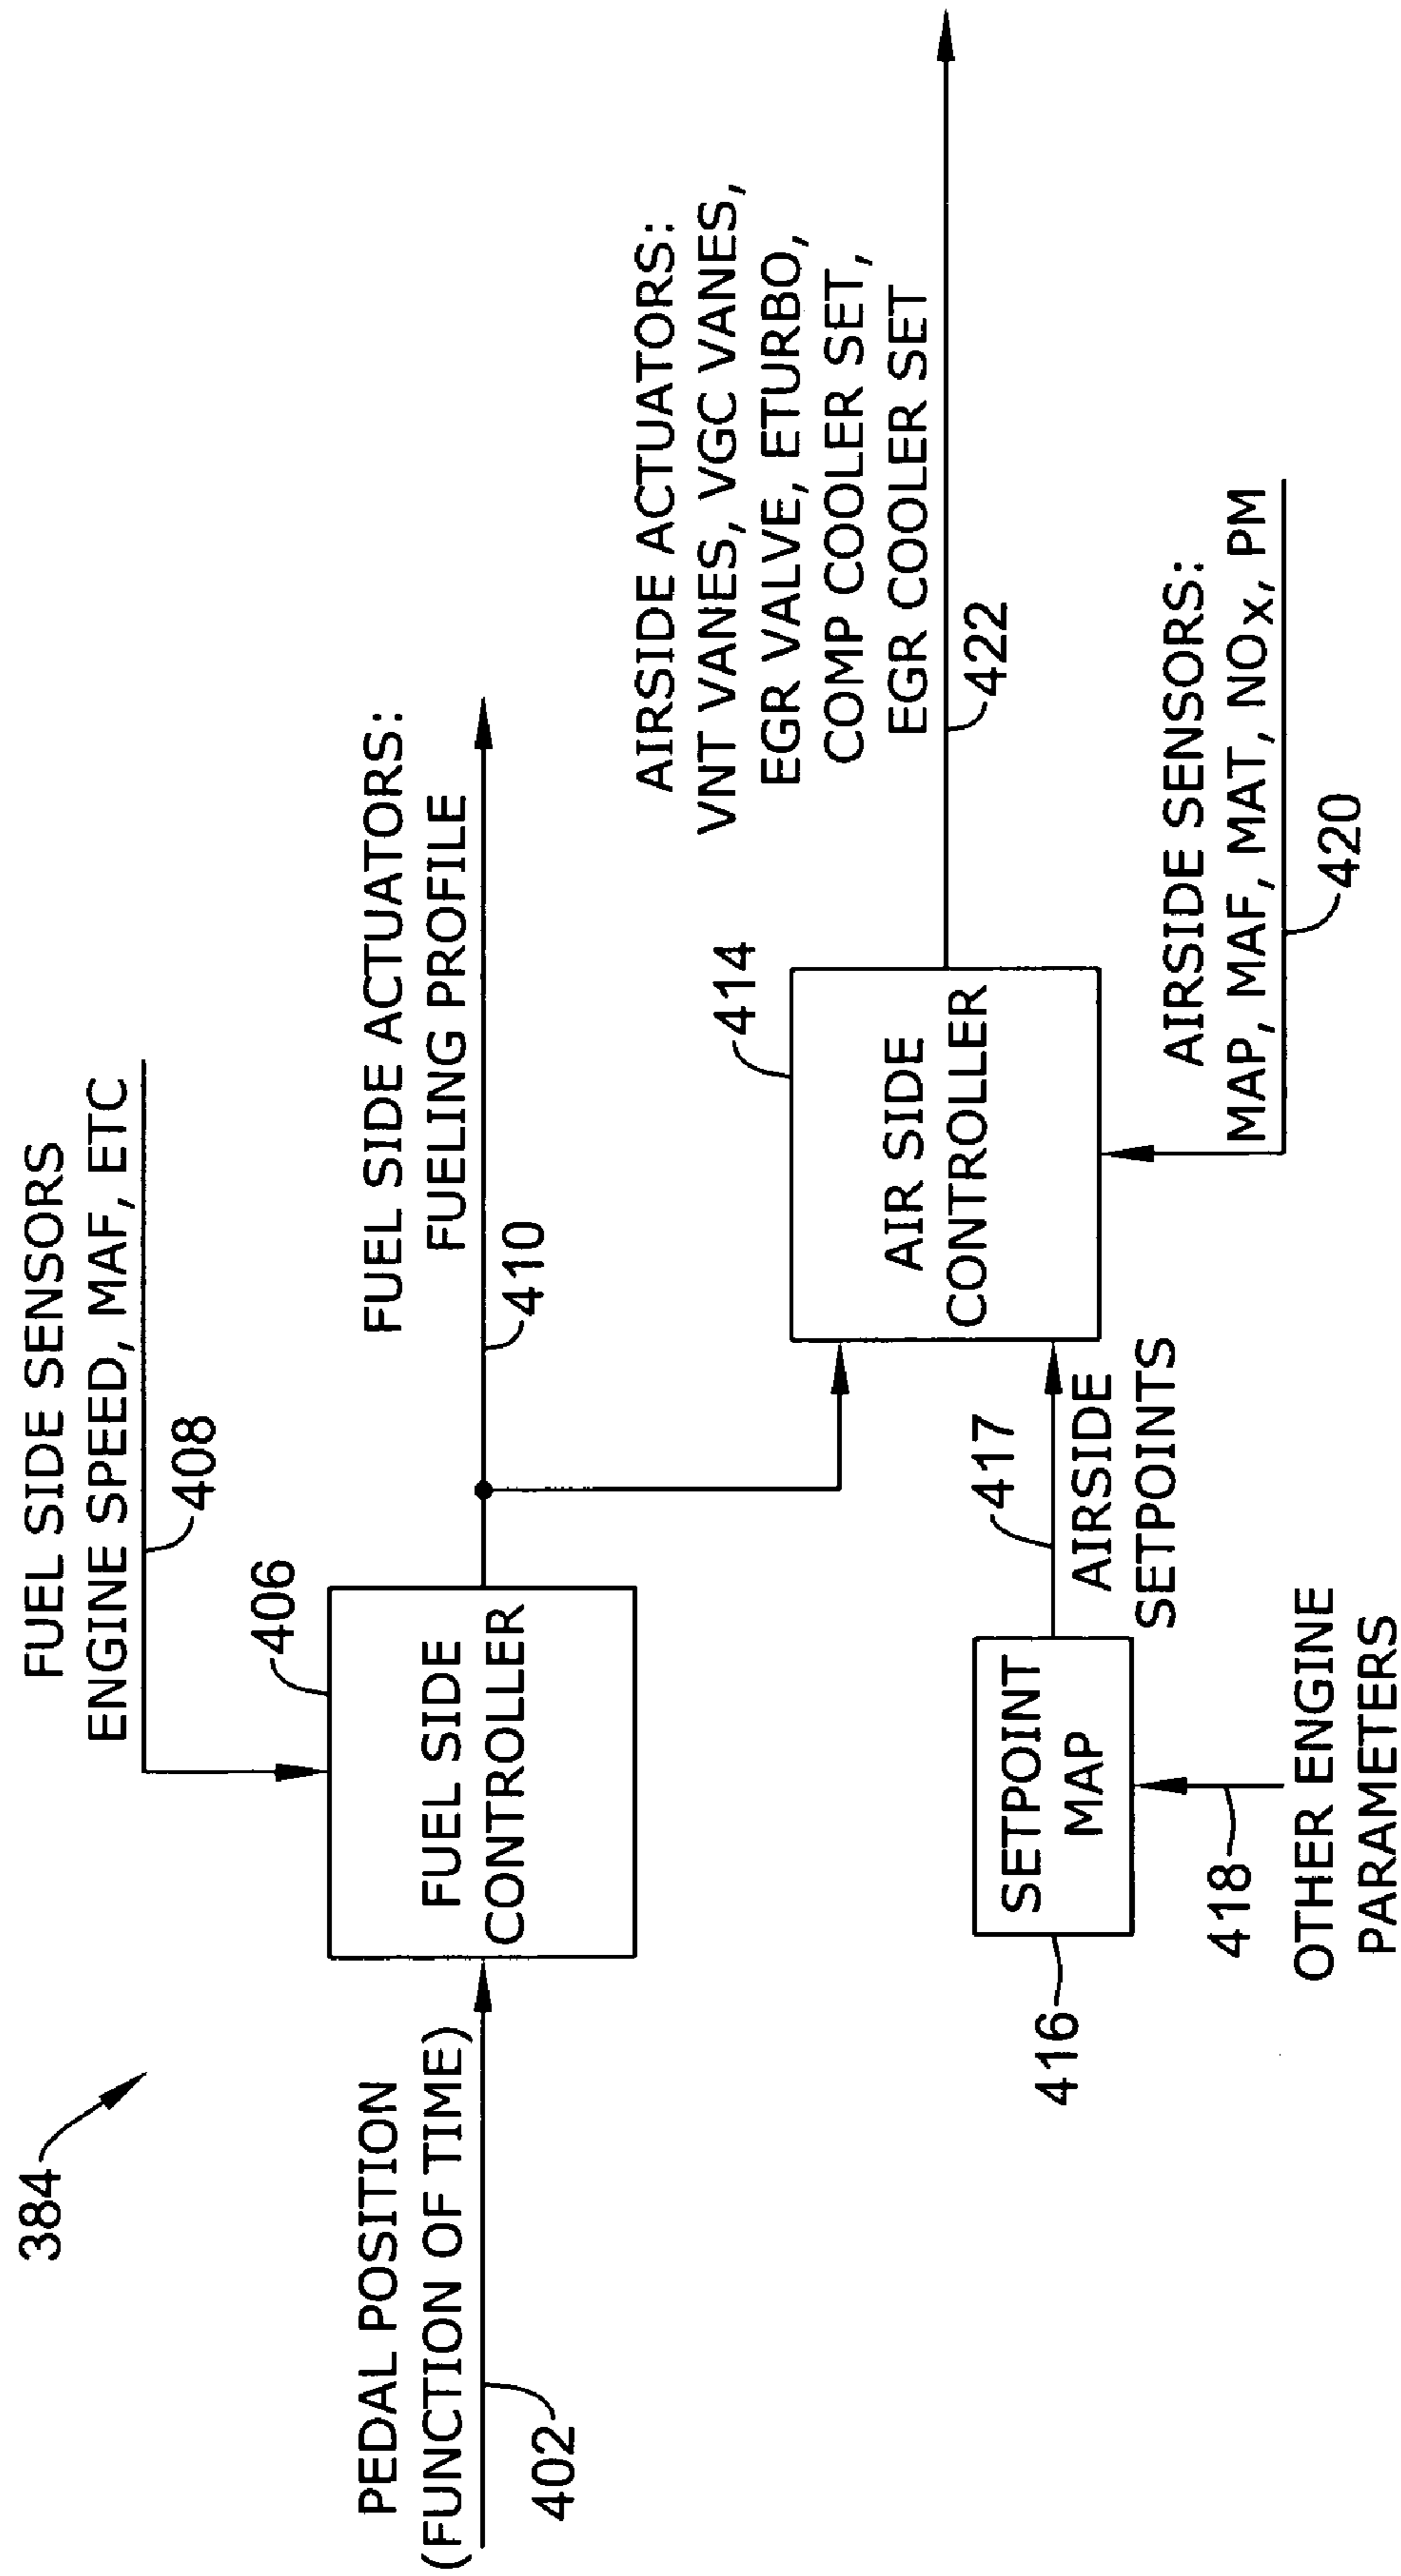 384
FUEL SIDE SENSORS
ENGINE SPEED, MAF, ETC
408
406
PEDAL POSITION
(FUNCTION OF TIME)
402
FUEL SIDE
CONTROLLER
FUEL SIDE ACTUATORS:
FUELING PROFILE
410
AIRSIDE ACTUATORS:
VNT VANES, VGC VANES,
EGR VALVE, ETURBO,
COMP COOLER SET,
EGR COOLER SET
422
414
AIR SIDE
CONTROLLER
416
SETPOINT
MAP
417
AIRSIDE
SETPOINTS
418
OTHER ENGINE
PARAMETERS
AIRSIDE SENSORS:
MAP, MAF, MAT, NOx, PM
420